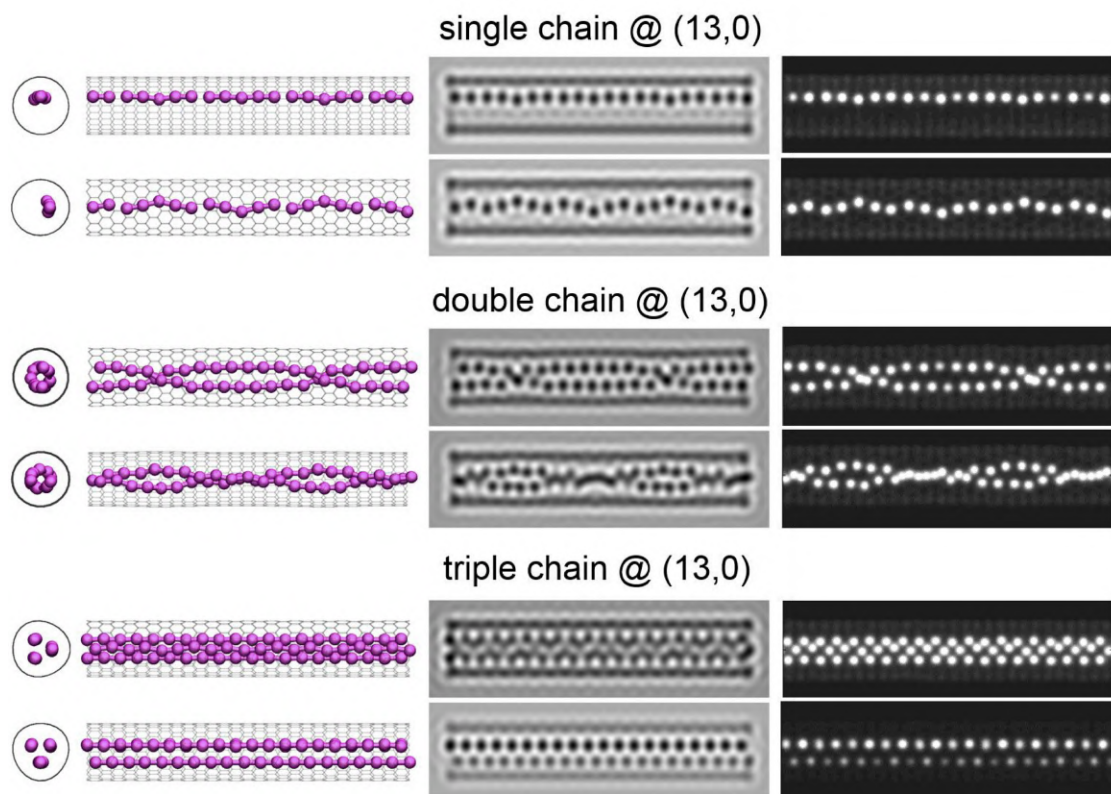 single chain @ (13,0)
double chain @ (13,0)
triple chain @ (13,0)